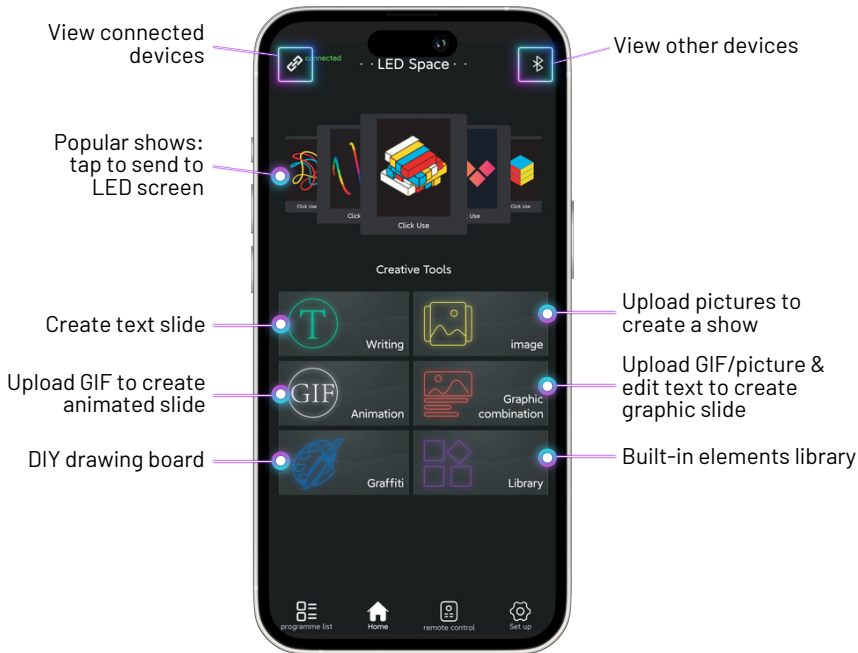 View connected
devices
connected
· · LED Space · ·
View other devices
Popular shows:
tap to send to
LED screen
Click Use
Click
Click Use
k Use
Click Use
Creative Tools
Create text slide
T
Writing
image
Upload pictures to
create a show
Upload GIF to create
animated slide
GIF
Animation
Graphic
combination
Upload GIF/picture &
edit text to create
graphic slide
DIY drawing board
Graffiti
Library
Built-in elements library
programme list
Home
remote control
Set up